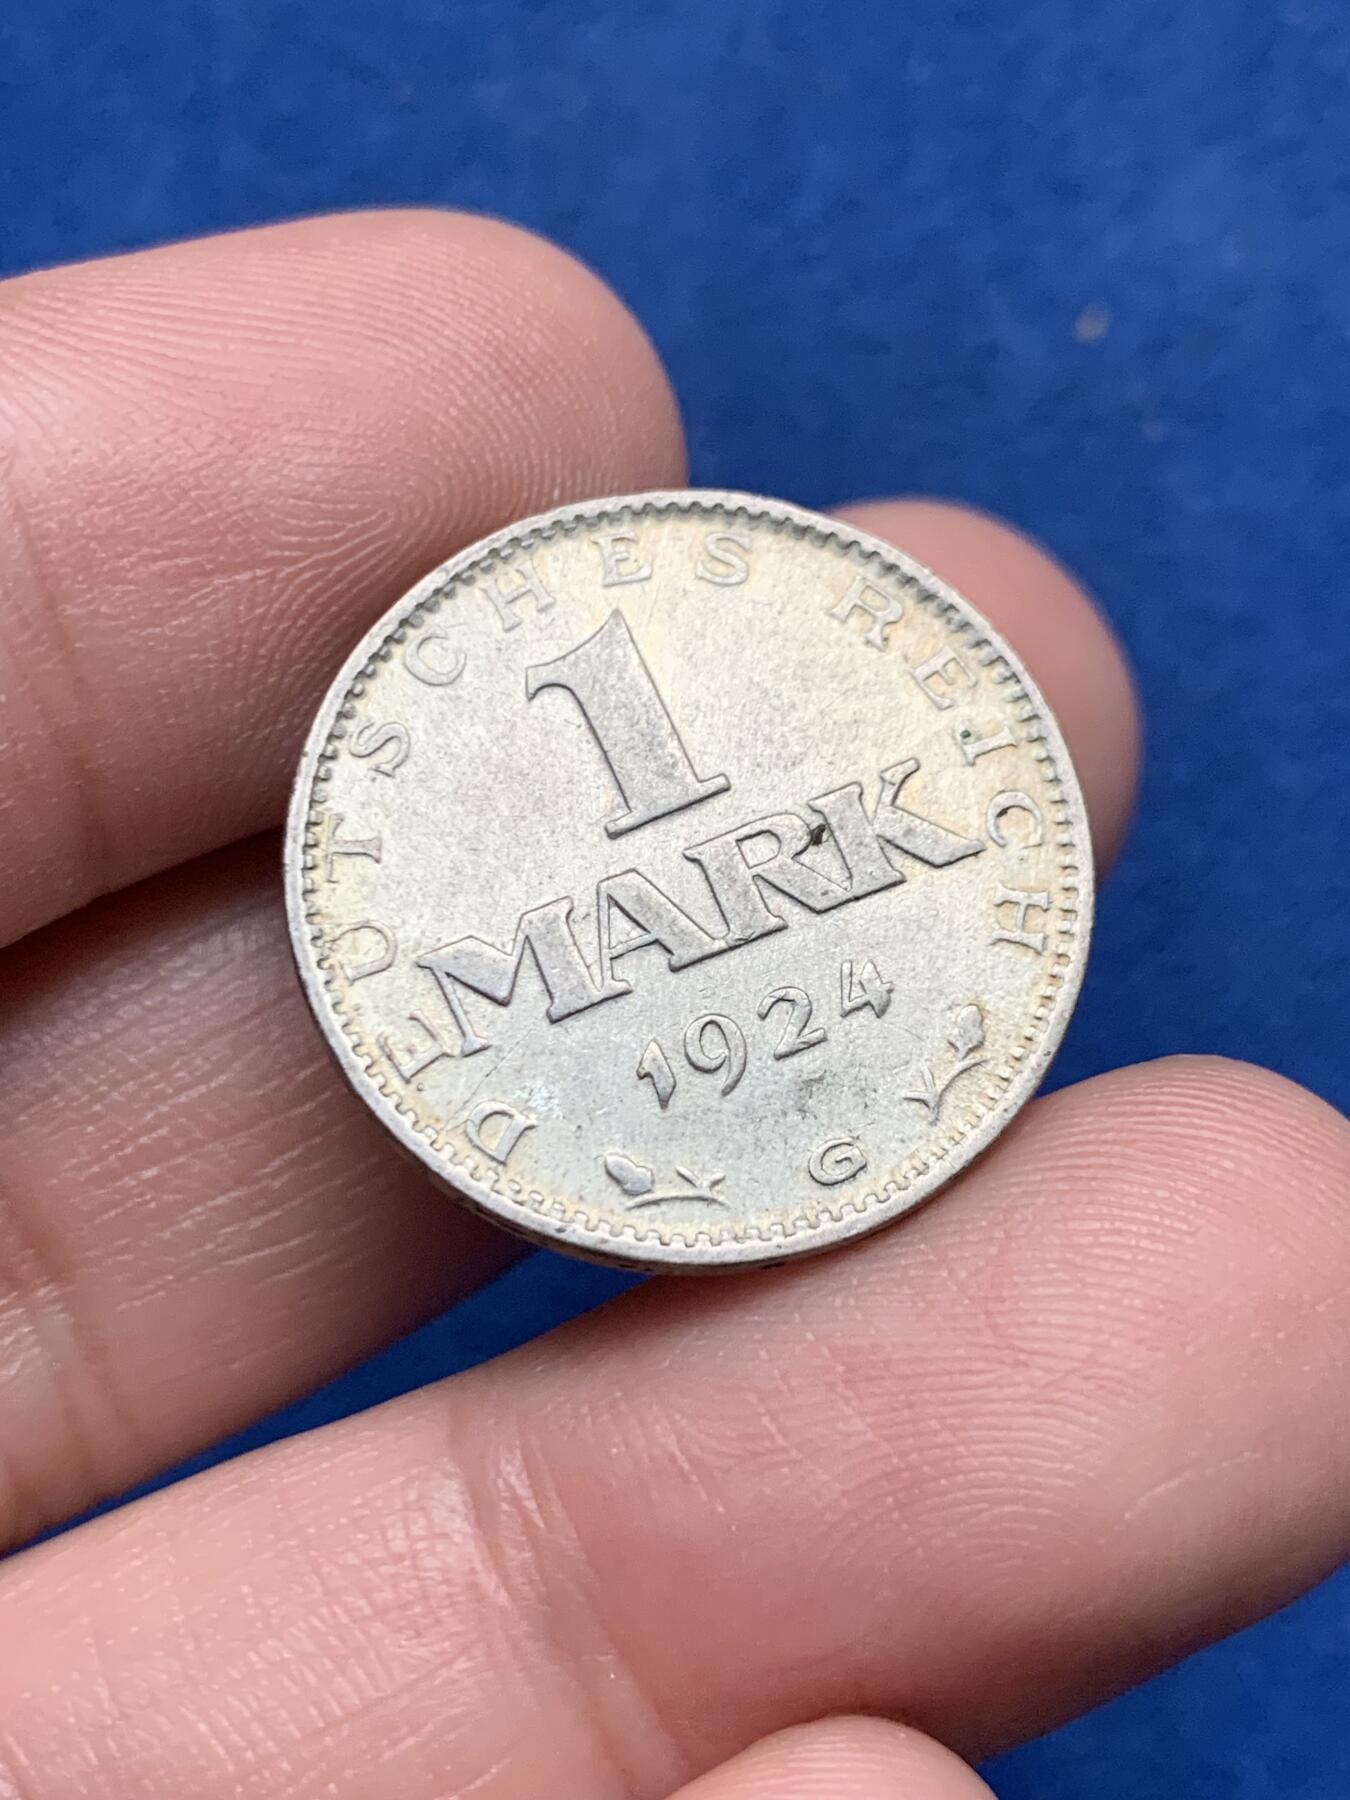 DEUTSCHES REICH
1
MARK
1924
G